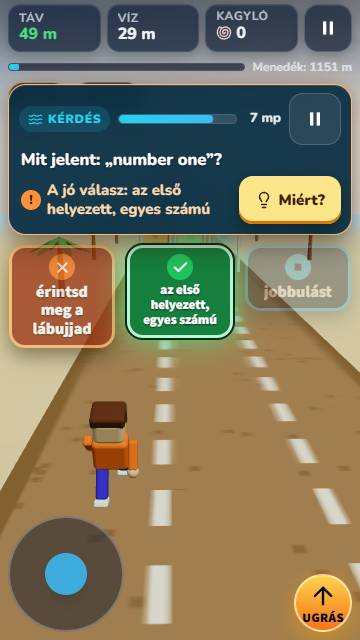 TÁV
49 m
VÍZ
29 m
KAGYLÓ
0
Menedék: 1151 m
KÉRDÉS
7 mp
Mit jelent: „number one”?
! A jó válasz: az első
helyezett, egyes számú
Miért?
érintsd
meg a
lábujjad
az első
helyezett,
egyes számú
jobbulást
UGRÁS